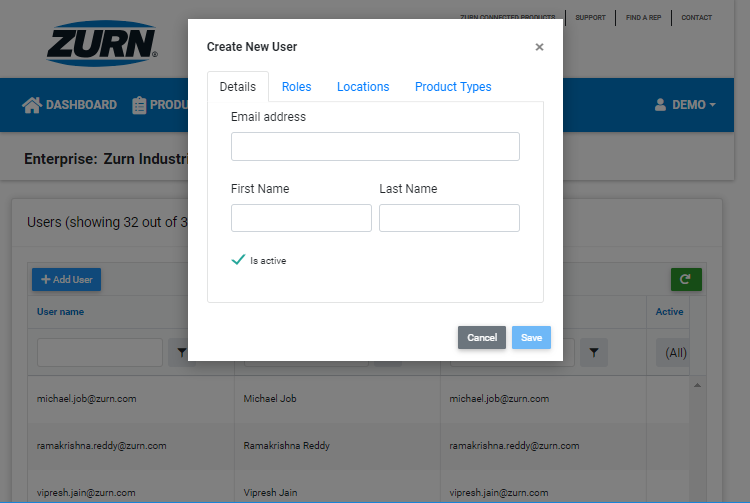 ZURN CONNECTED PRODUCTS SUPPORT FIND A REP CONTACT
ZURN
Create New User ×
DASHBOARD PRODU DEMO
Details Roles Locations Product Types
Email address
Enterprise: Zurn Industri
First Name Last Name
Users (showing 32 out of 3
Is active
+ Add User
User name Active
Cancel Save
(All)
michael.job@zurn.com Michael Job michael.job@zurn.com
ramakrishna.reddy@zurn.com Ramakrishna Reddy ramakrishna.reddy@zurn.com
vipresh.jain@zurn.com Vipresh Jain vipresh.jain@zurn.com